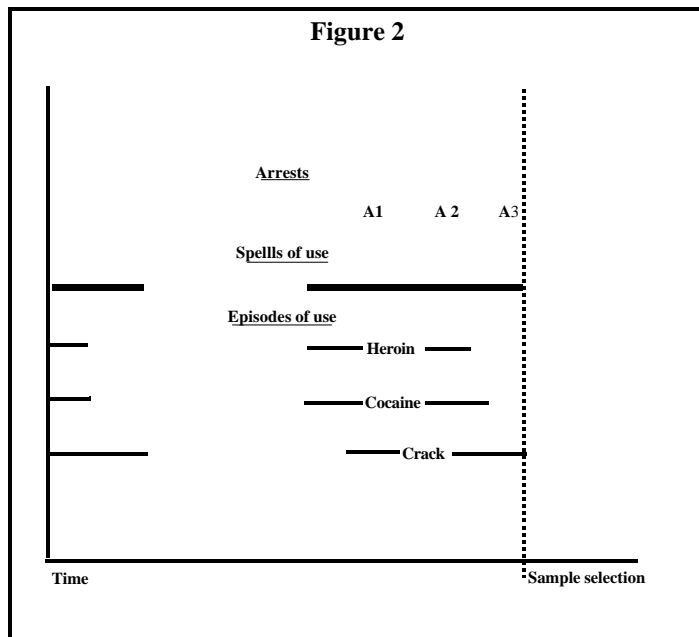 Figure 2
Arrests
A1 A 2 A3
Spellls of use
Episodes of use
Heroin
Cocaine
Crack
Time Sample selection